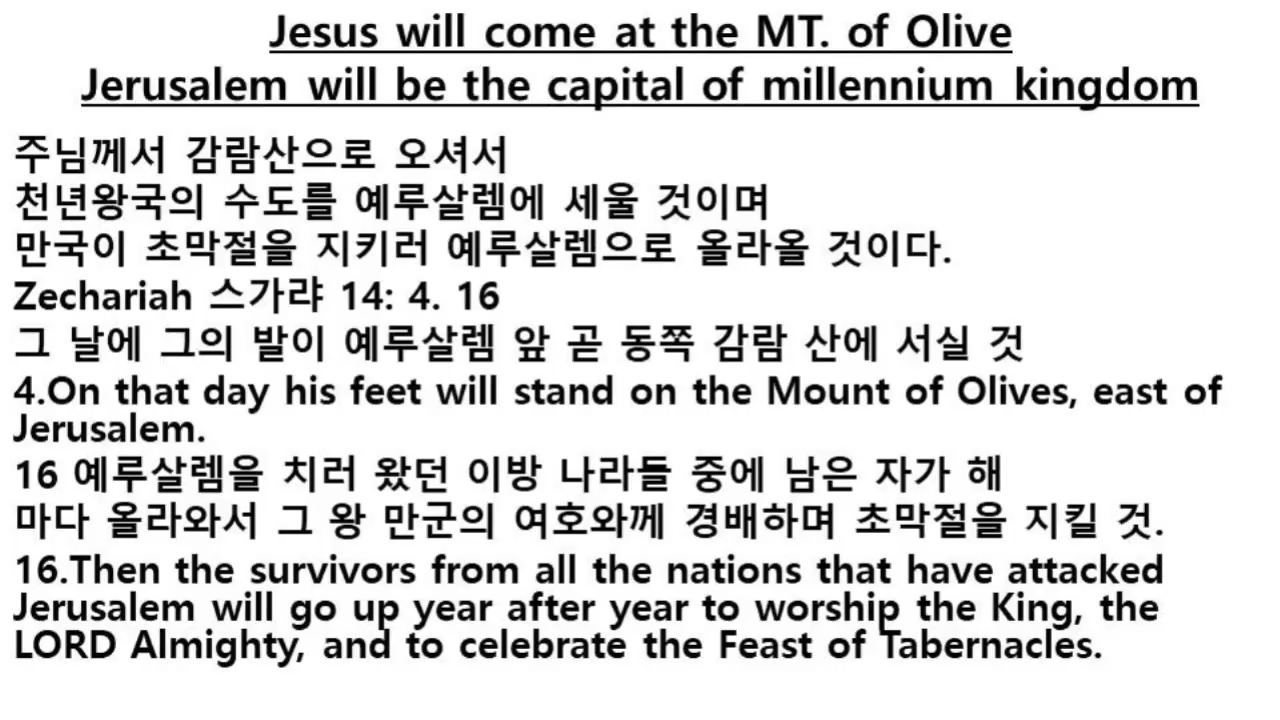 Jesus will come at the MT. of Olive
Jerusalem will be the capital of millennium kingdom
주님께서 감람산으로 오셔서
천년왕국의 수도를 예루살렘에 세울 것이며
만국이 초막절을 지키러 예루살렘으로 올라올 것이다.
Zechariah 스가랴 14: 4. 16
그 날에 그의 발이 예루살렘 앞 곧 동쪽 감람 산에 서실 것
4.On that day his feet will stand on the Mount of Olives, east of
Jerusalem.
16 예루살렘을 치러 왔던 이방 나라들 중에 남은 자가 해
마다 올라와서 그 왕 만군의 여호와께 경배하며 초막절을 지킬 것.
16.Then the survivors from all the nations that have attacked
Jerusalem will go up year after year to worship the King, the
LORD Almighty, and to celebrate the Feast of Tabernacles.